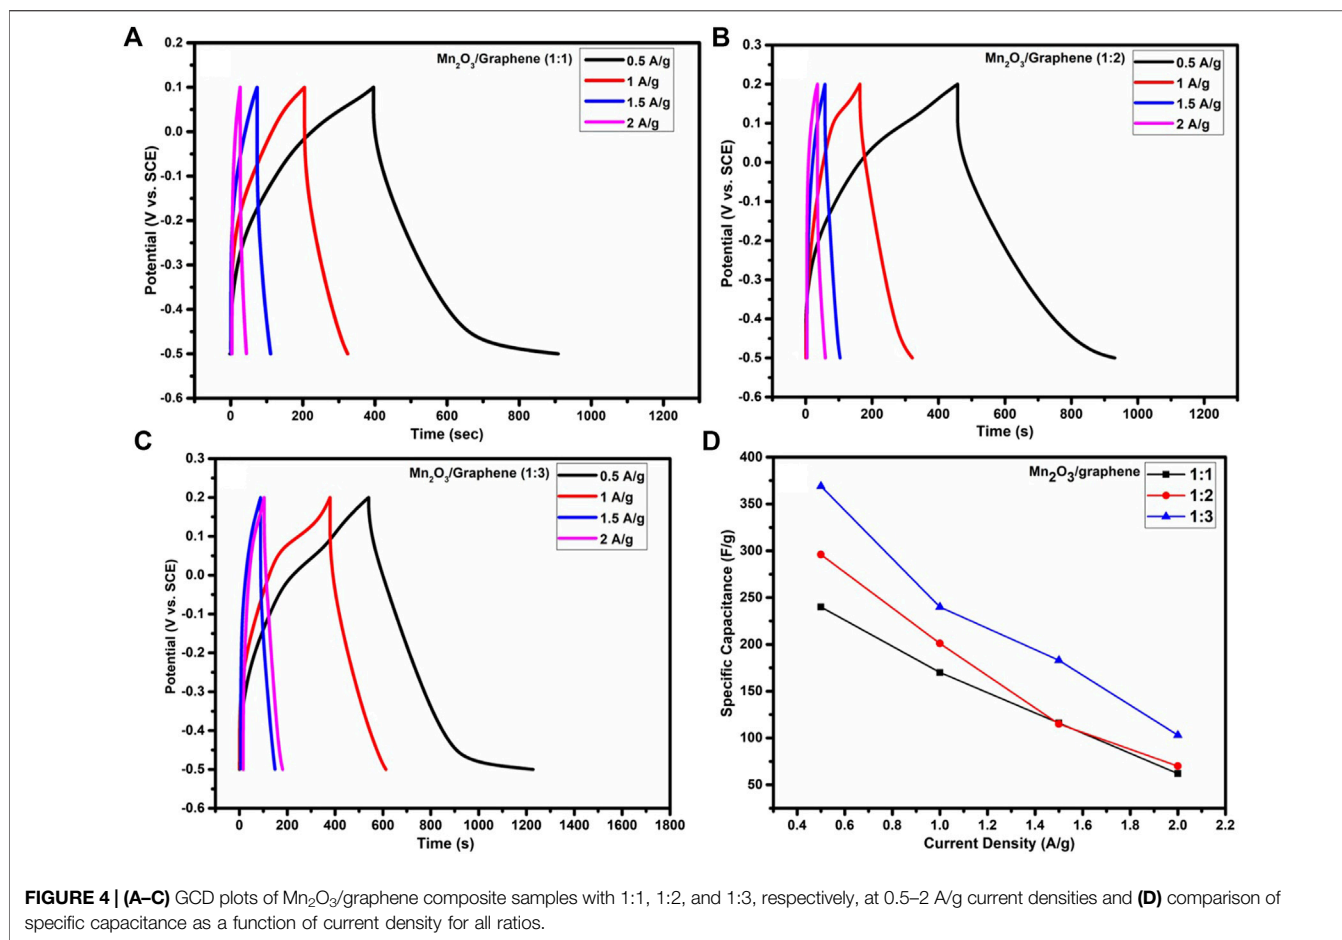 A
Mn₂O₃/Graphene (1:1)
0.5 A/g
1 A/g
1.5 A/g
2 A/g
0.2
0.1
0.0
-0.1
-0.2
-0.3
-0.4
-0.5
-0.6
Potential (V vs. SCE)
0 200 400 600 800 1000 1200
Time (sec)
B
Mn₂O₃/Graphene (1:2)
0.5 A/g
1 A/g
1.5 A/g
2 A/g
0.3
0.2
0.1
0.0
-0.1
-0.2
-0.3
-0.4
-0.5
-0.6
Potential (V vs. SCE)
0 200 400 600 800 1000 1200
Time (s)
C
Mn₂O₃/Graphene (1:3)
0.5 A/g
1 A/g
1.5 A/g
2 A/g
0.3
0.2
0.1
0.0
-0.1
-0.2
-0.3
-0.4
-0.5
-0.6
Potential (V vs. SCE)
0 200 400 600 800 1000 1200 1400 1600 1800
Time (s)
D
Mn₂O₃/graphene
1:1
1:2
1:3
400
350
300
250
200
150
100
50
Specific Capacitance (F/g)
0.4 0.6 0.8 1.0 1.2 1.4 1.6 1.8 2.0 2.2
Current Density (A/g)
FIGURE 4 | (A–C) GCD plots of Mn₂O₃/graphene composite samples with 1:1, 1:2, and 1:3, respectively, at 0.5–2 A/g current densities and (D) comparison of
specific capacitance as a function of current density for all ratios.